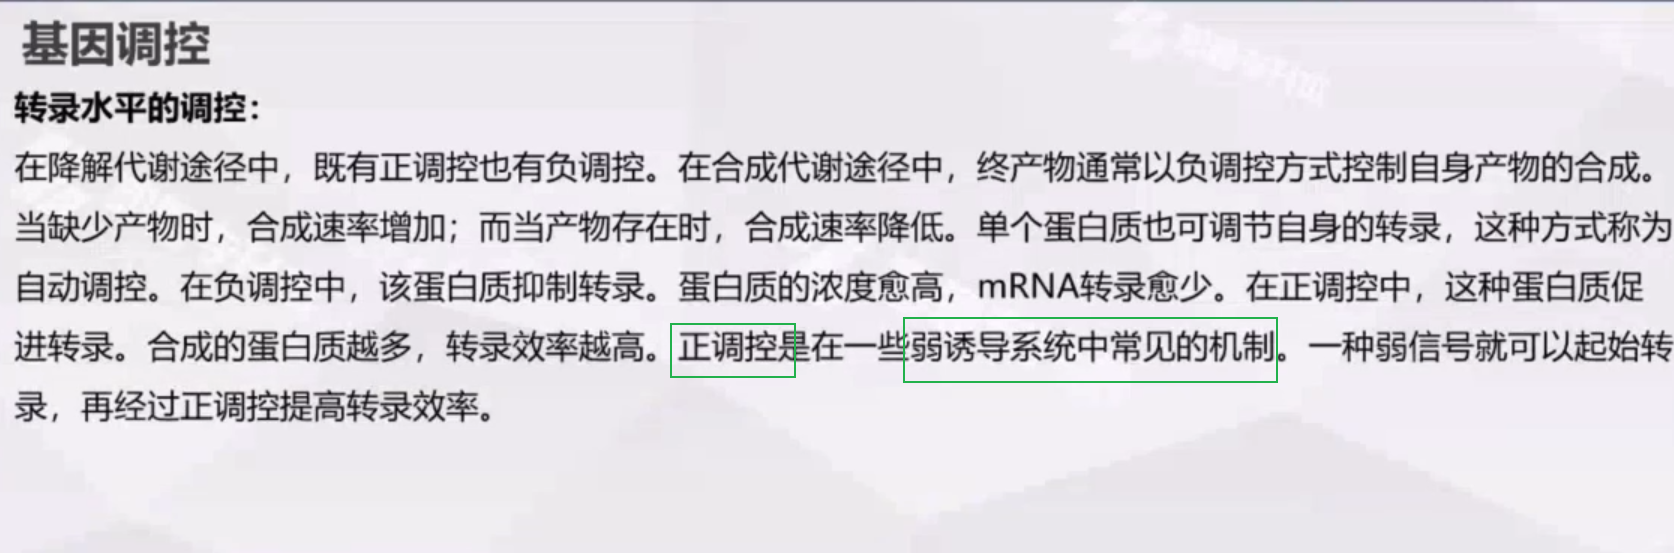 基因调控
转录水平的调控：
在降解代谢途径中，既有正调控也有负调控。在合成代谢途径中，终产物通常以负调控方式控制自身产物的合成。
当缺少产物时，合成速率增加；而当产物存在时，合成速率降低。单个蛋白质也可调节自身的转录，这种方式称为
自动调控。在负调控中，该蛋白质抑制转录。蛋白质的浓度愈高，mRNA转录愈少。在正调控中，这种蛋白质促
进转录。合成的蛋白质越多，转录效率越高。正调控是在一些弱诱导系统中常见的机制。一种弱信号就可以起始转
录，再经过正调控提高转录效率。